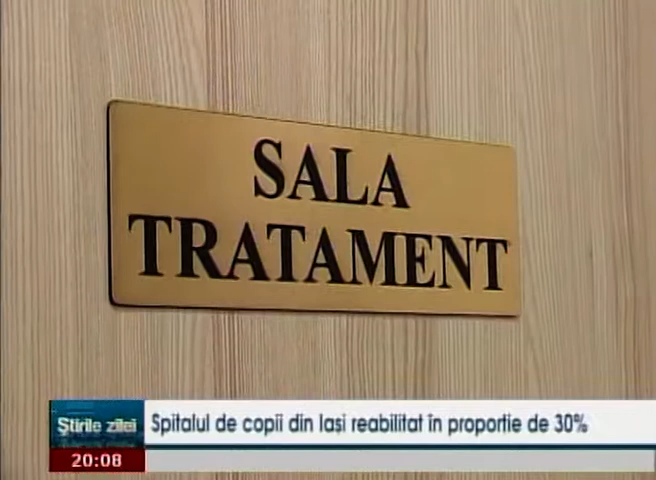 SALA
TRATAMENT
Știrile zilei
Spitalul de copii din Iasi reabilitat în proportie de 30%
20:08